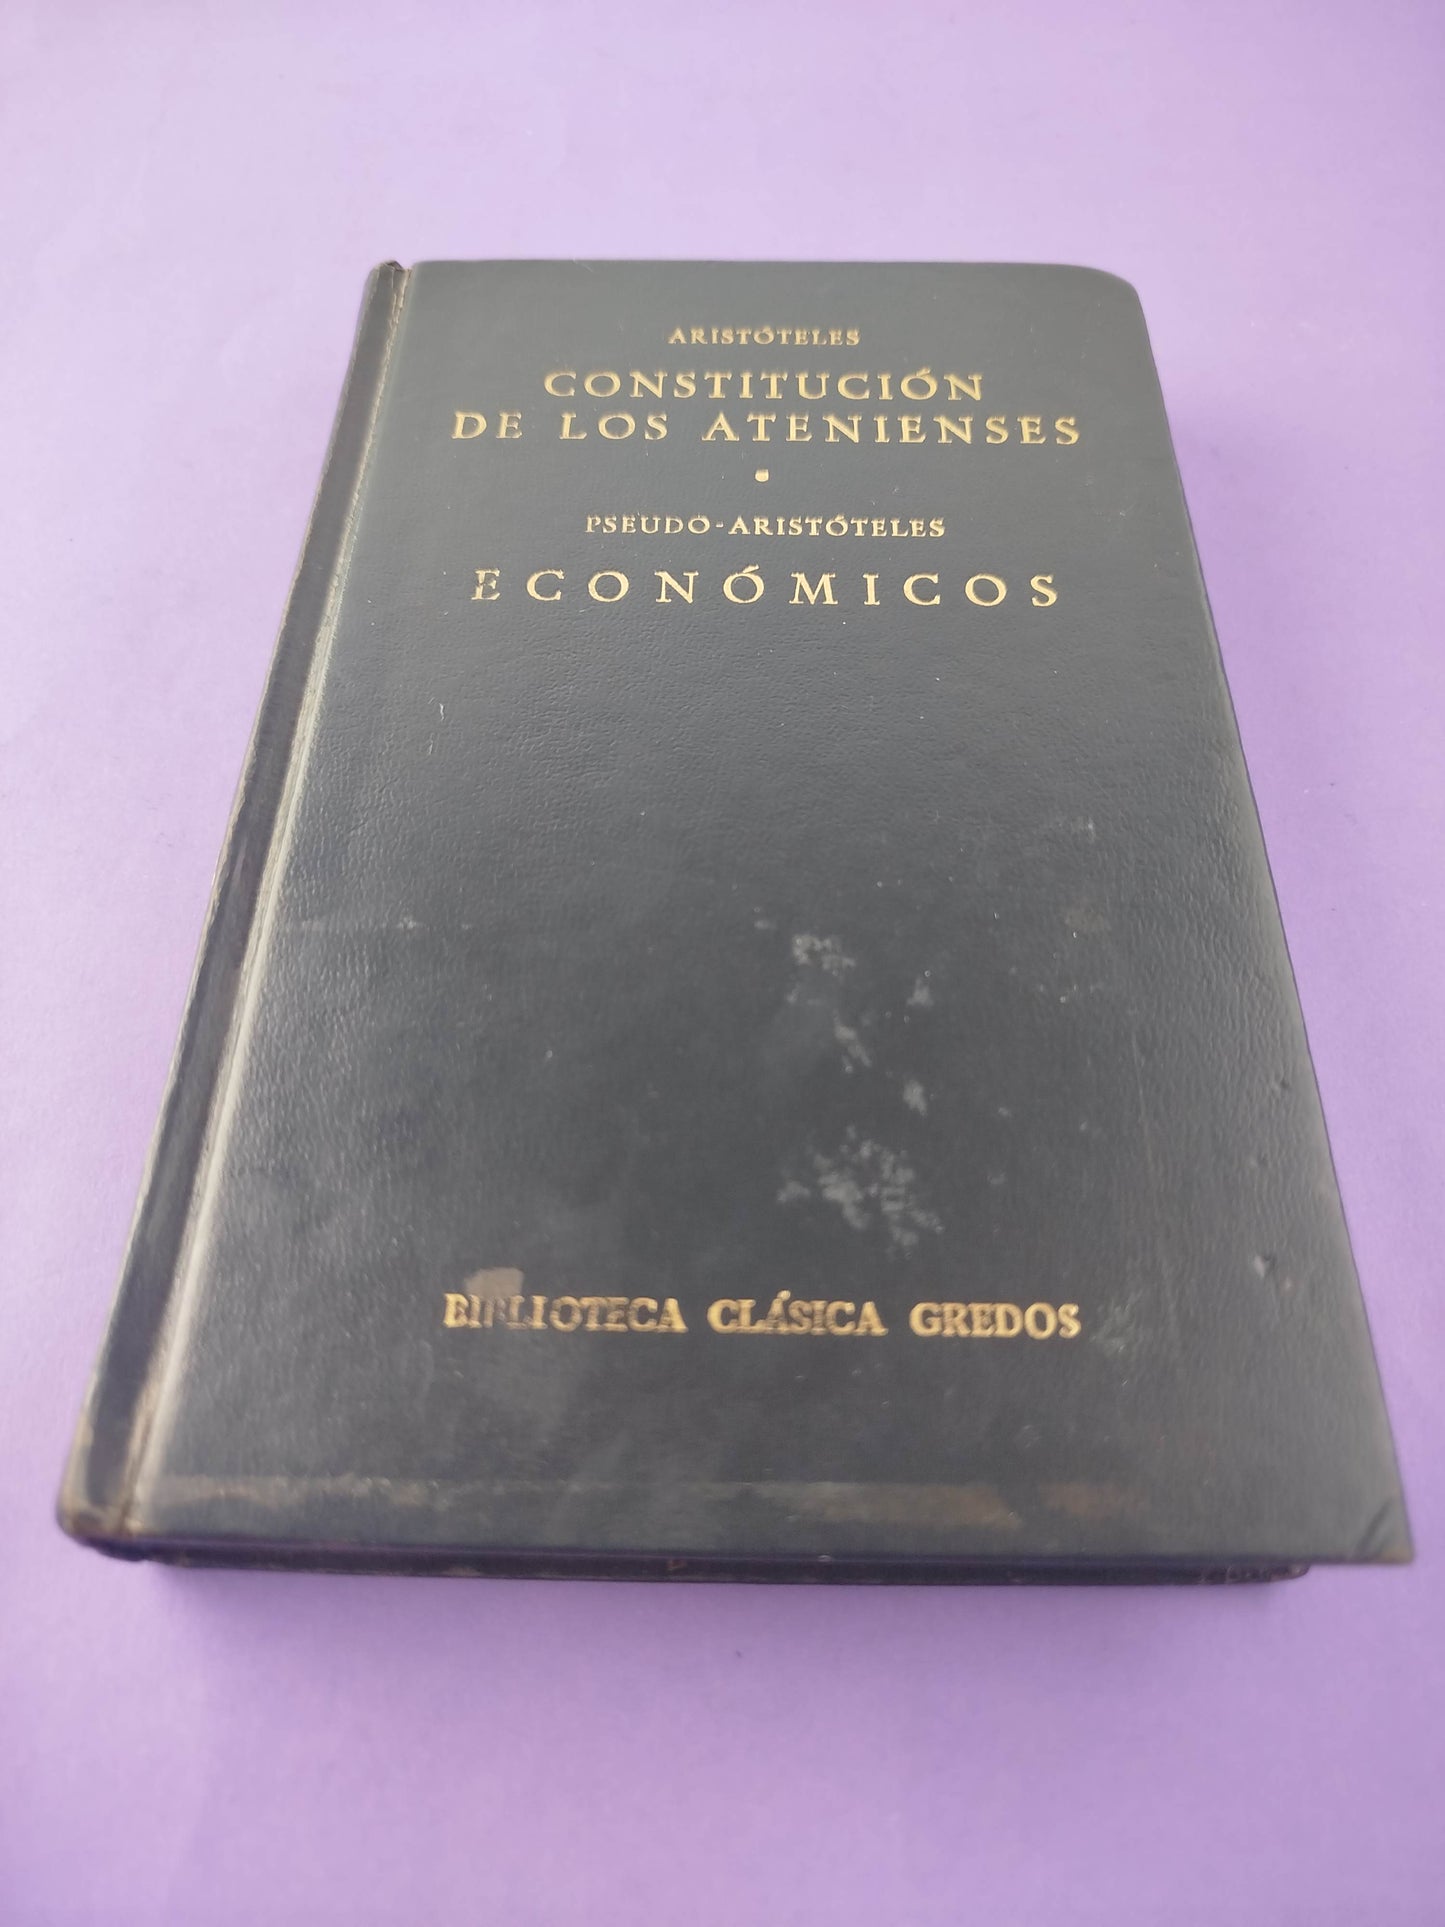 ARISTÓTELES
CONSTITUCIÓN
DE LOS ATENIENSES
PSEUDO-ARISTÓTELES
ECONÓMICOS
BIBLIOTECA CLÁSICA GREDOS